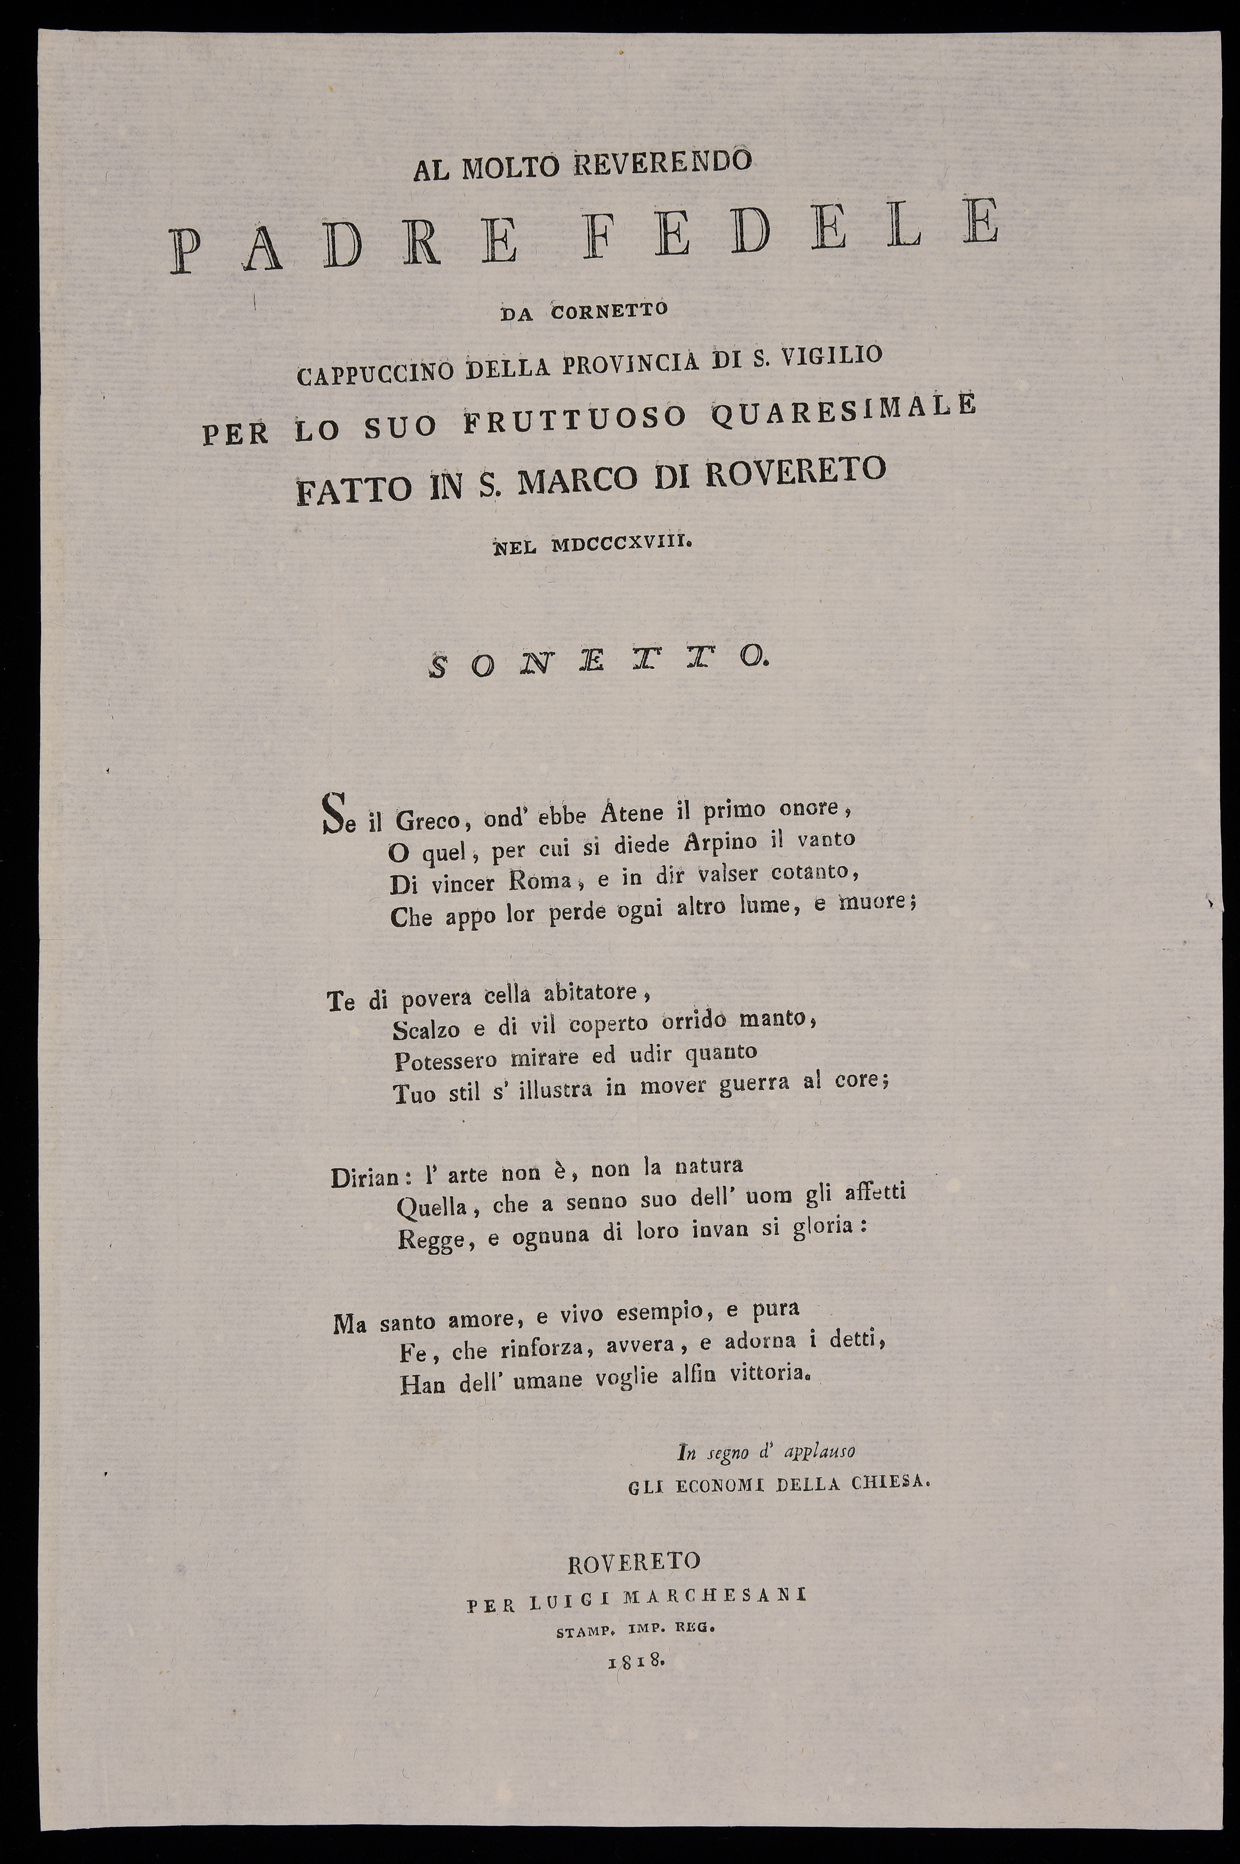 AL MOLTO REVERENDO
PADRE FEDELE
DA CORNETTO
CAPPUCCINO DELLA PROVINCIA DI S. VIGILIO
PER LO SUO FRUTTUOSO QUARESIMALE
FATTO IN S. MARCO DI ROVERETO
NEL MDCCCXVIII.
SONETTO.
Se il Greco, ond' ebbe Atene il primo onore,
O quel, per cui si diede Arpino il vanto
Di vincer Roma, e in dir valser cotanto,
Che appo lor perde ogni altro lume, e muore;
Te di povera cella abitatore,
Scalzo e di vil coperto orrido manto,
Potessero mirare ed udir quanto
Tuo stil s' illustra in mover guerra al core;
Dirian: l' arte non è, non la natura
Quella, che a senno suo dell' uom gli affetti
Regge, e ognuna di loro invan si gloria:
Ma santo amore, e vivo esempio, e pura
Fe, che rinforza, avvera, e adorna i detti,
Han dell' umane voglie alfin vittoria.
In segno d' applauso
GLI ECONOMI DELLA CHIESA.
ROVERETO
PER LUIGI MARCHESANI
STAMP. IMP. REG.
1818.